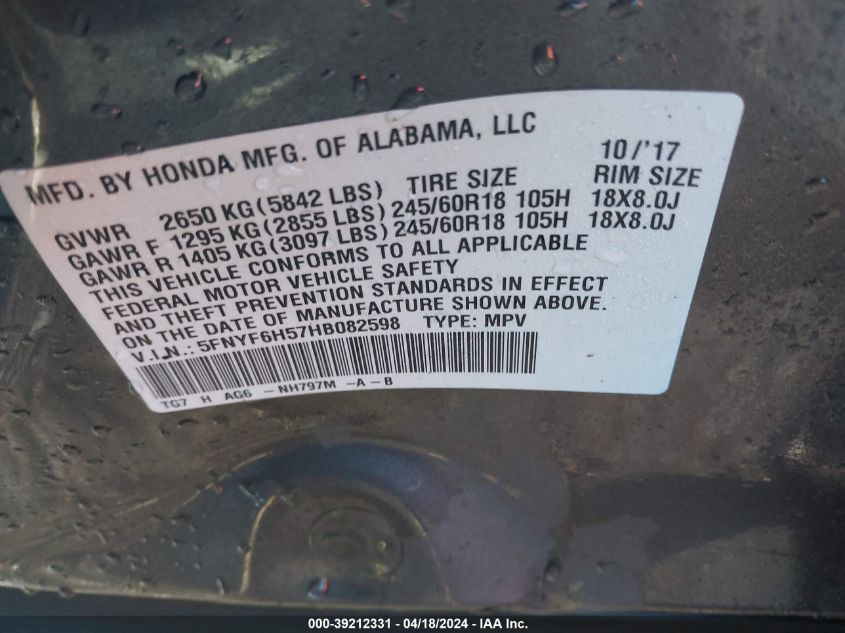 MFD. BY HONDA MFG. OF ALABAMA, LLC 10/'17
GVWR 2650 KG (5842 LBS) TIRE SIZE RIM SIZE
GAWR F 1295 KG (2855 LBS) 245/60R18 105H 18X8.0J
GAWR R 1405 KG (3097 LBS) 245/60R18 105H 18X8.0J
THIS VEHICLE CONFORMS TO ALL APPLICABLE
FEDERAL MOTOR VEHICLE SAFETY
AND THEFT PREVENTION STANDARDS IN EFFECT
ON THE DATE OF MANUFACTURE SHOWN ABOVE.
V.I.N.: 5FNYF6H57HB082598 TYPE: MPV
TG7 H AG6 -NH797M -A-B
000-39212331 - 04/18/2024 - IAA Inc.